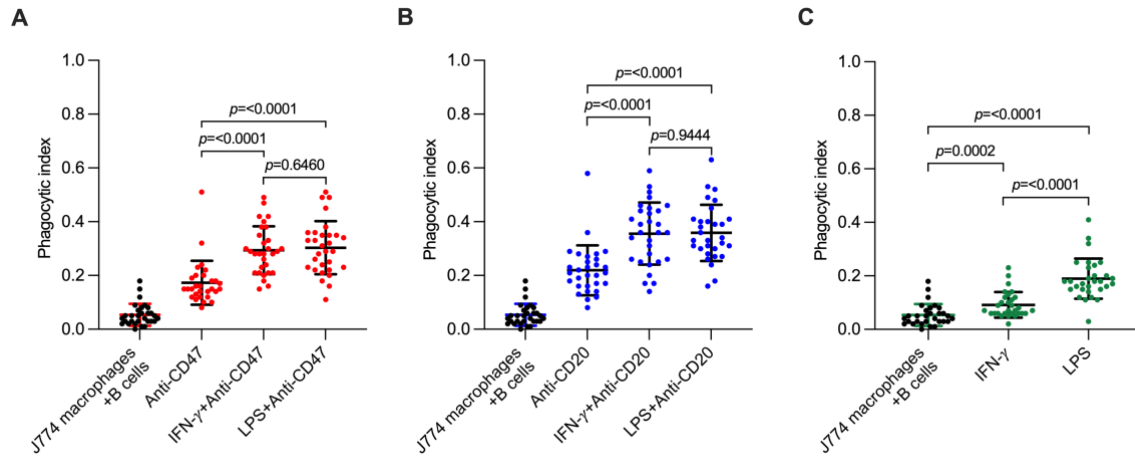 A
Phagocytic index
1.0
0.8
0.6
0.4
0.2
0.0
p=<0.0001
p=<0.0001
p=0.6460
J774 macrophages
+B cells
Anti-CD47
IFN-γ+Anti-CD47
LPS+Anti-CD47
B
Phagocytic index
1.0
0.8
0.6
0.4
0.2
0.0
p=<0.0001
p=<0.0001
p=0.9444
J774 macrophages
+B cells
Anti-CD20
IFN-γ+Anti-CD20
LPS+Anti-CD20
C
Phagocytic index
1.0
0.8
0.6
0.4
0.2
0.0
p=<0.0001
p=0.0002
p=<0.0001
J774 macrophages
+B cells
IFN-γ
LPS